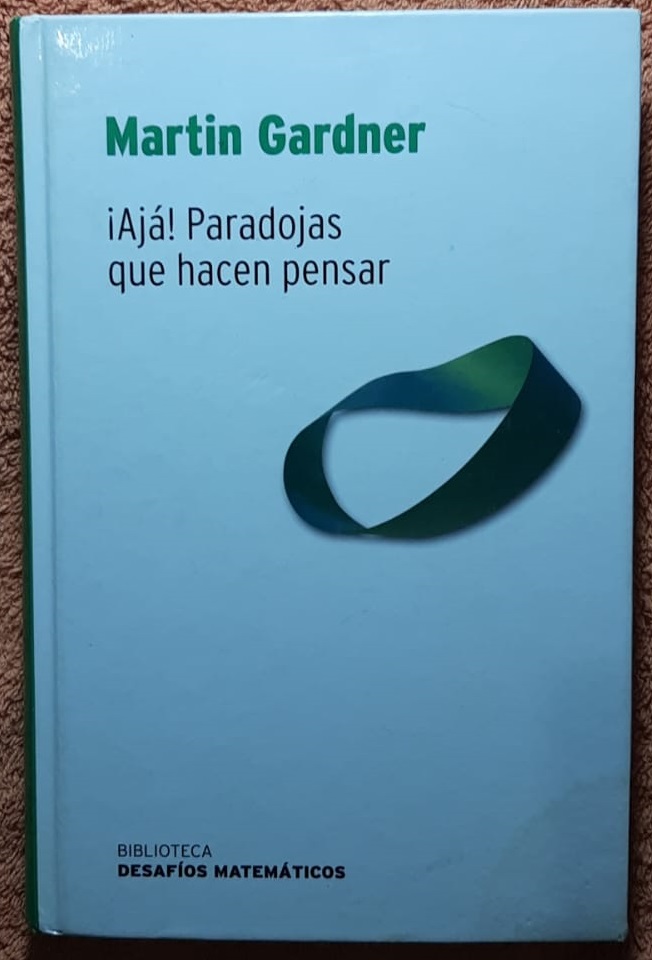 Martin Gardner
¡Ajá! Paradojas
que hacen pensar
BIBLIOTECA
DESAFÍOS MATEMÁTICOS